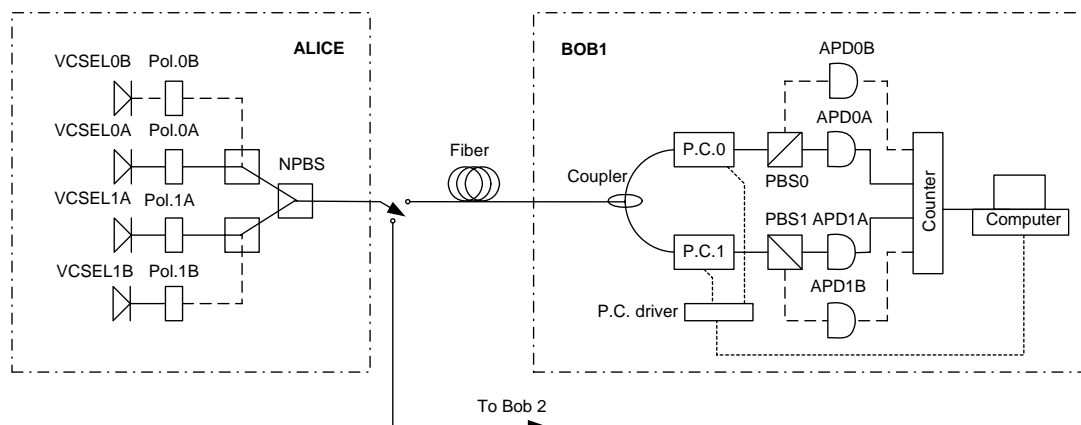 ALICE
VCSEL0B Pol.0B
VCSEL0A Pol.0A
NPBS
VCSEL1A Pol.1A
VCSEL1B Pol.1B
Fiber
To Bob 2
BOB1
APD0B
APD0A
P.C.0
PBS0
Coupler
PBS1 APD1A
P.C.1
APD1B
P.C. driver
Counter
Computer